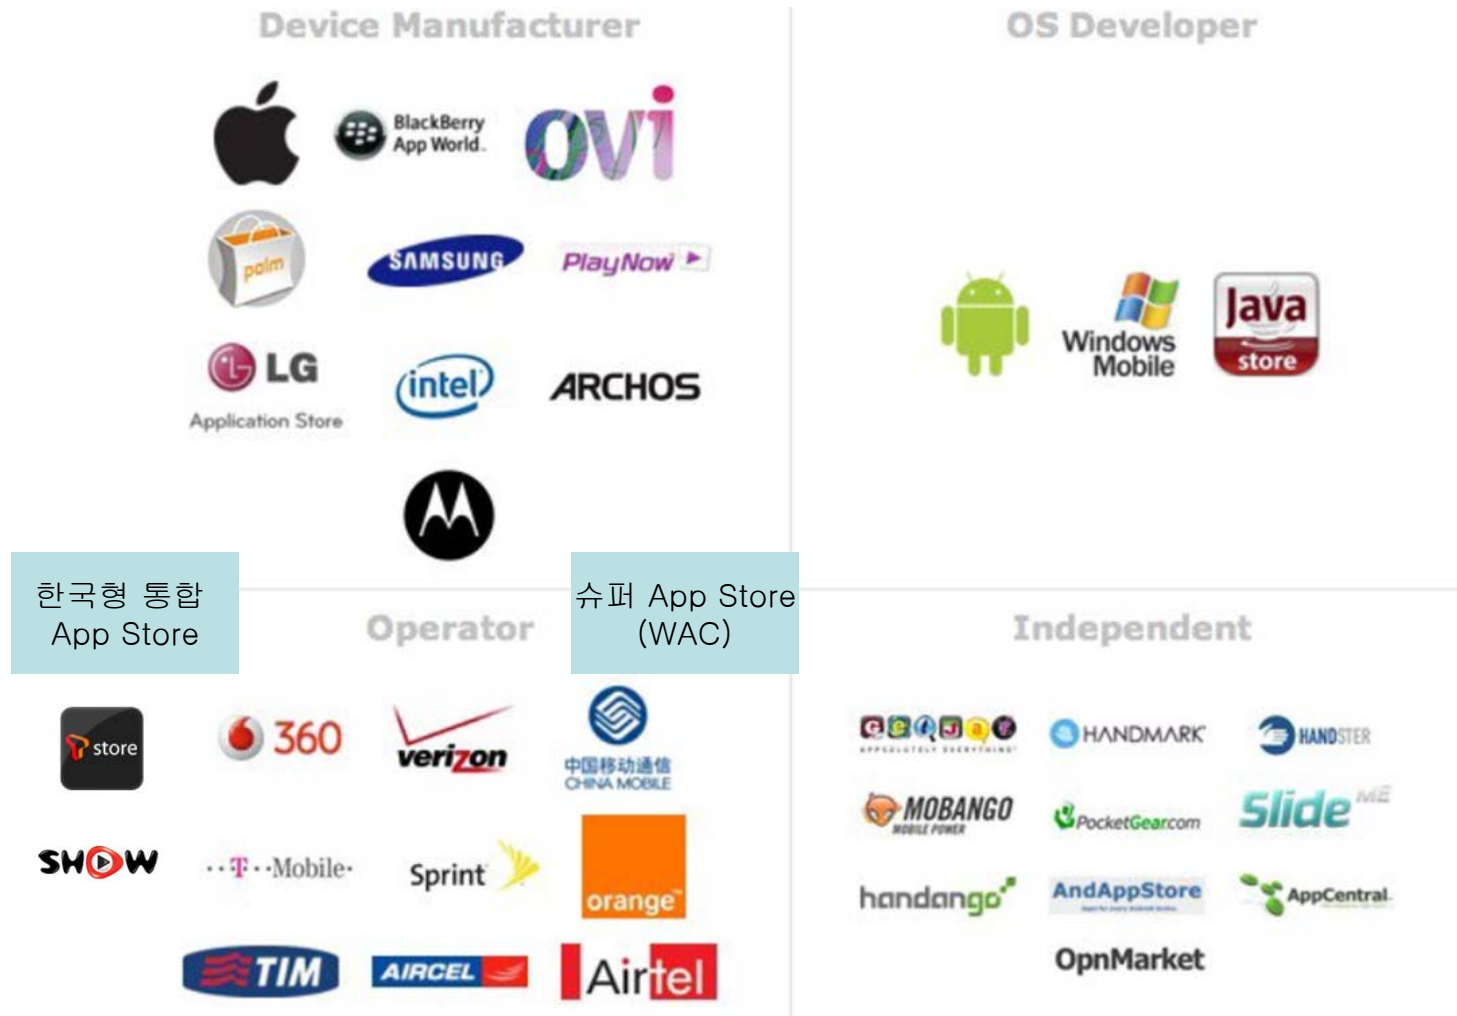 Device Manufacturer
OS Developer
BlackBerry
App World
ovi
palm
SAMSUNG
PlayNow
LG
Application Store
intel
ARCHOS
Windows
Mobile
Java
store
한국형 통합
App Store
슈퍼 App Store
(WAC)
Operator
Independent
T store
360
verizon
中国移动通信
CHINA MOBILE
SHOW
T-Mobile
Sprint
orange
TIM
AIRCEL
Airtel
GETJAR
APPSOLUTELY EVERYTHING
HANDMARK
HANDSTER
MOBANGO
MOBILE POWER
PocketGear.com
Slide ME
handango
AndAppStore
AppCentral
OpnMarket